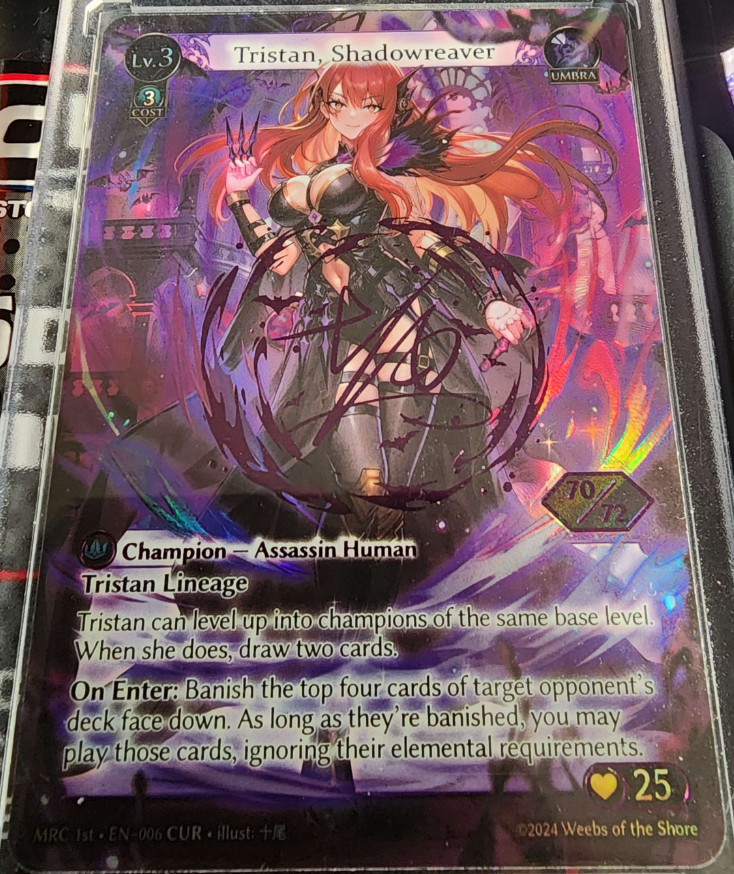 Lv.3
Tristan, Shadowreaver
UMBRA
3
COST
70/72
Champion — Assassin Human
Tristan Lineage
Tristan can level up into champions of the same base level.
When she does, draw two cards.
On Enter: Banish the top four cards of target opponent's
deck face down. As long as they're banished, you may
play those cards, ignoring their elemental requirements.
25
MRC 1st • EN-006 CUR • illust: 十尾
©2024 Weebs of the Shore